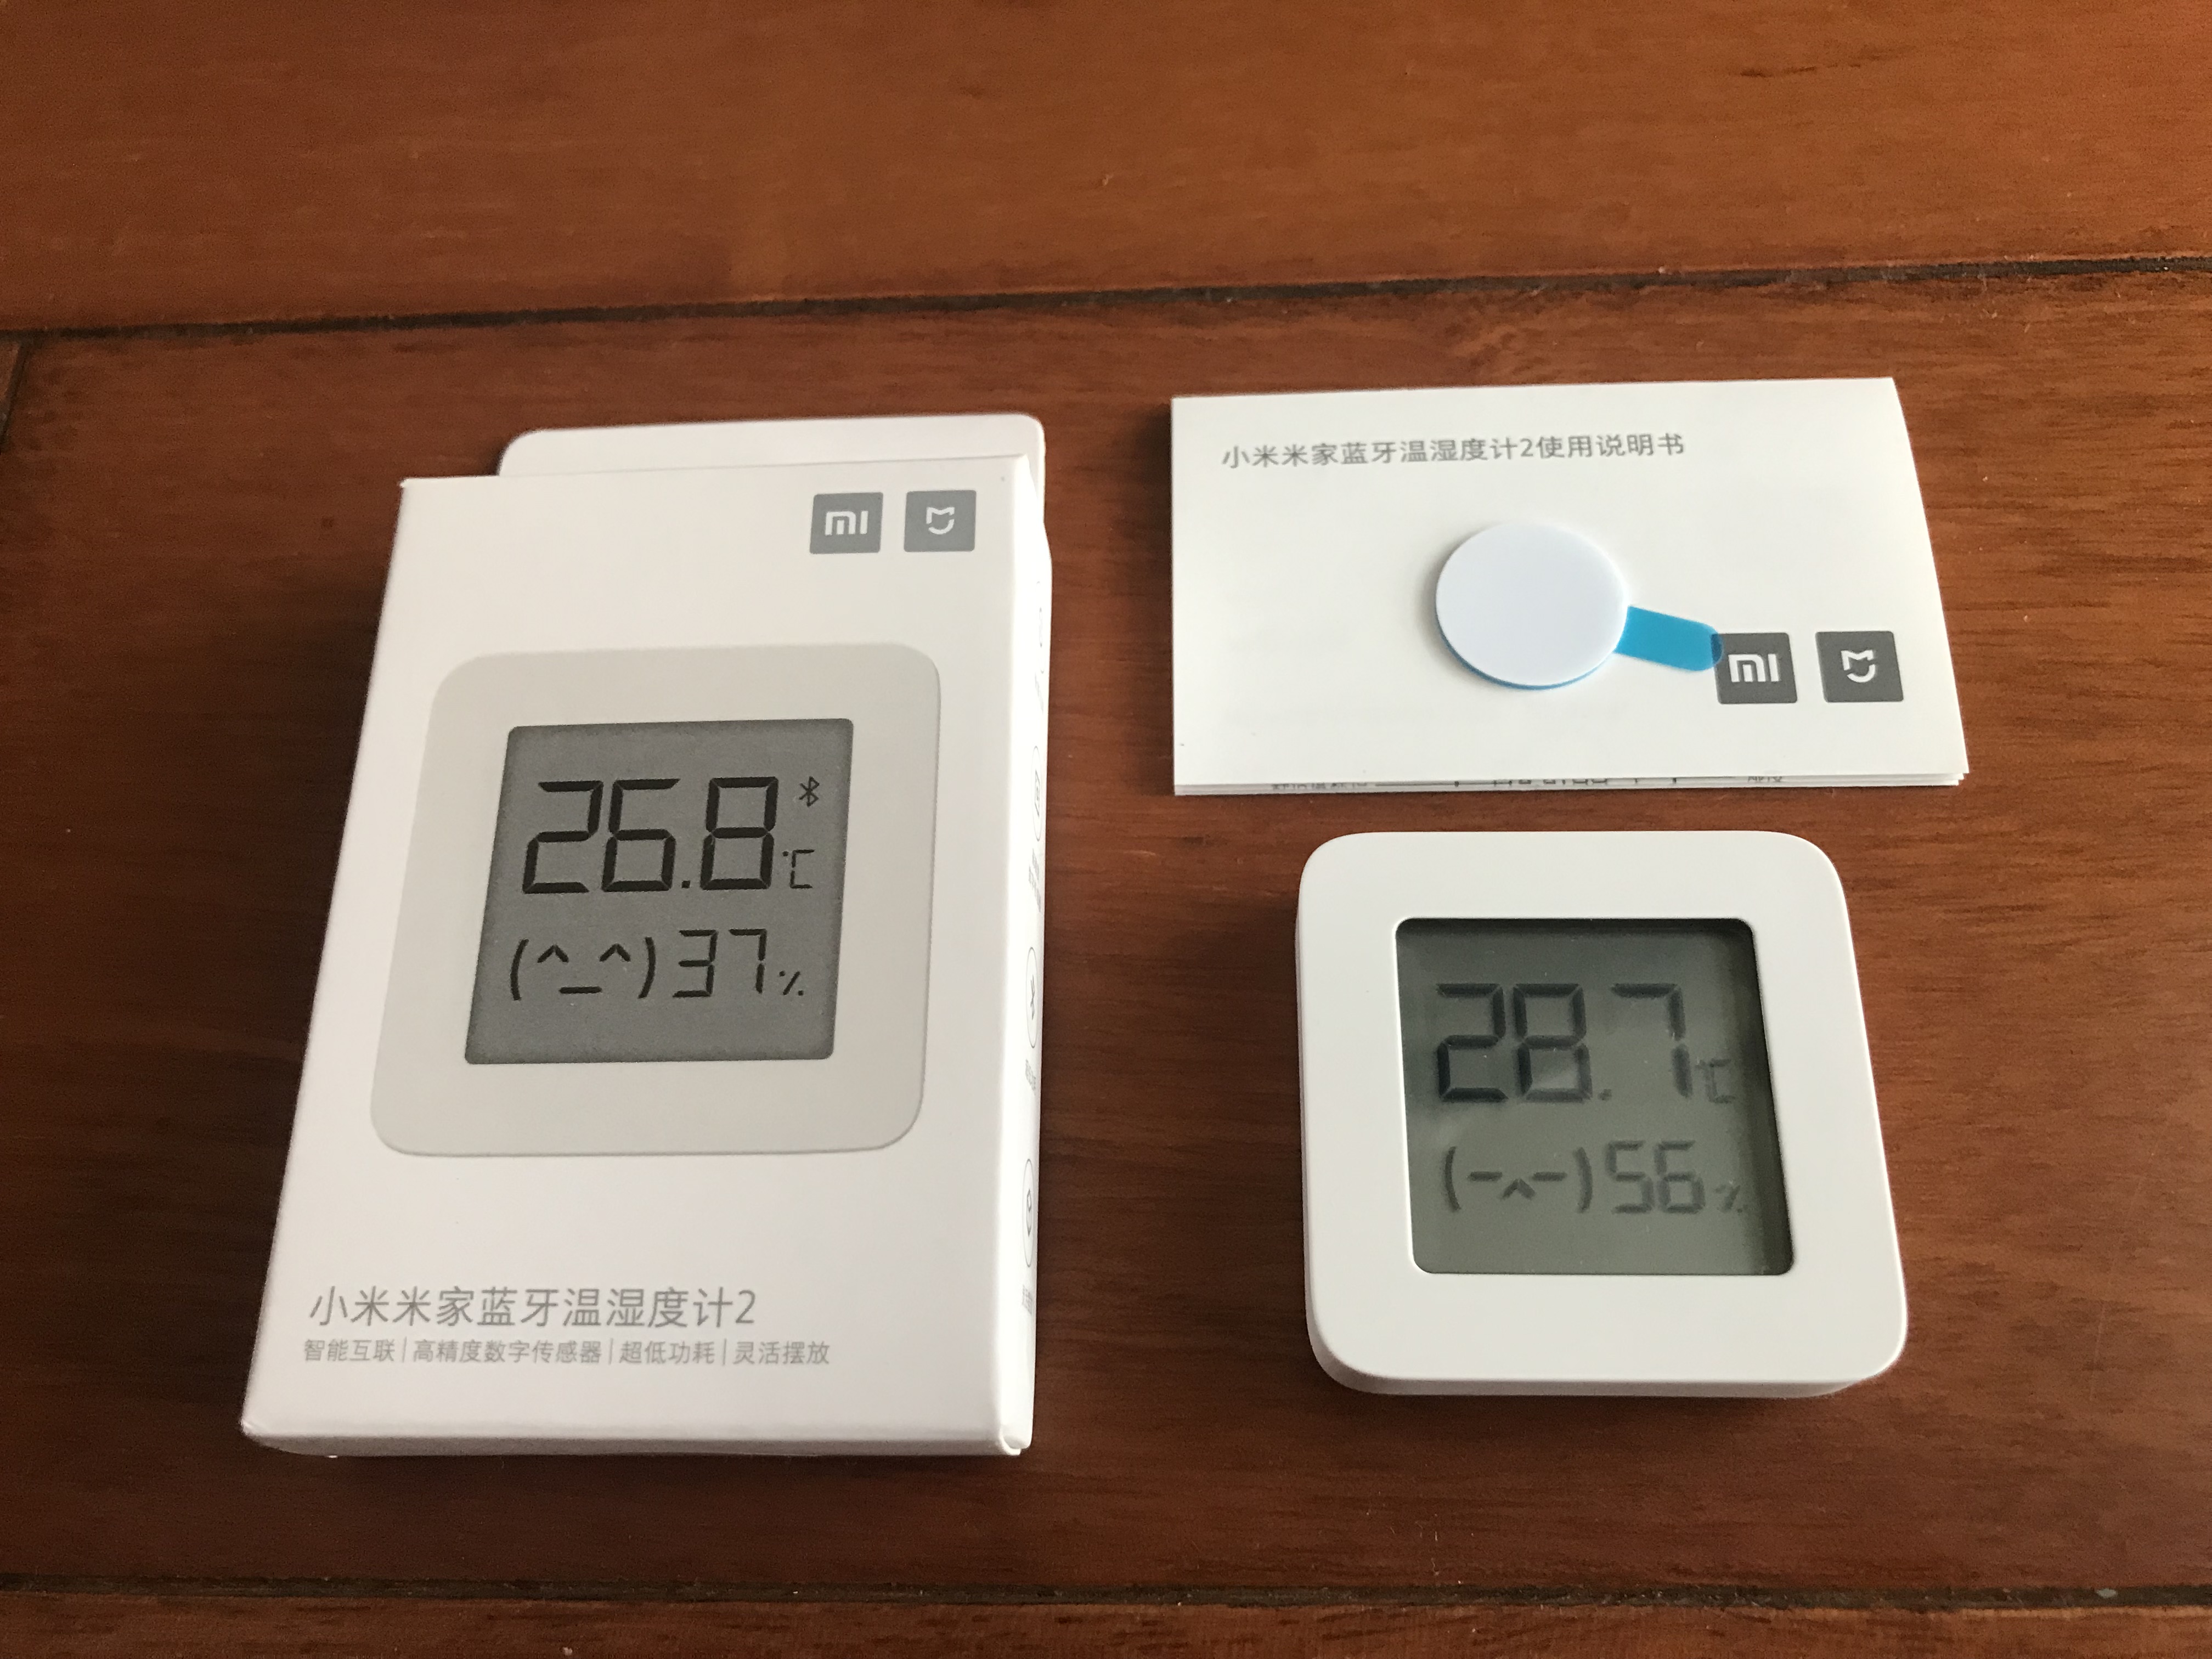 mi
26.8
℃
(^_^) 37%
小米米家蓝牙温湿度计2
智能互联|高精度数字传感器|超低功耗|灵活摆放
小米米家蓝牙温湿度计2使用说明书
mi
28.7
℃
(-^-) 56%